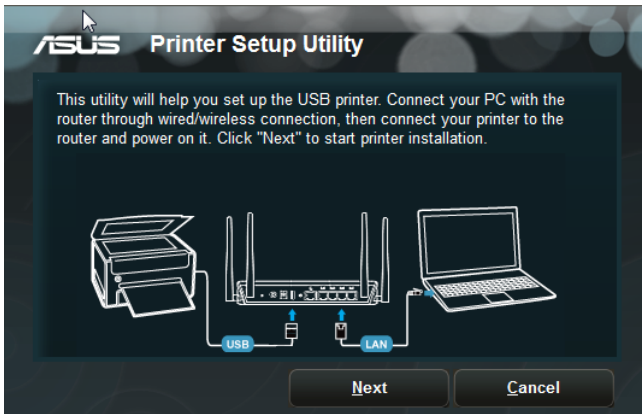 ASUS Printer Setup Utility
This utility will help you set up the USB printer. Connect your PC with the
router through wired/wireless connection, then connect your printer to the
router and power on it. Click "Next" to start printer installation.
USB LAN
Next Cancel